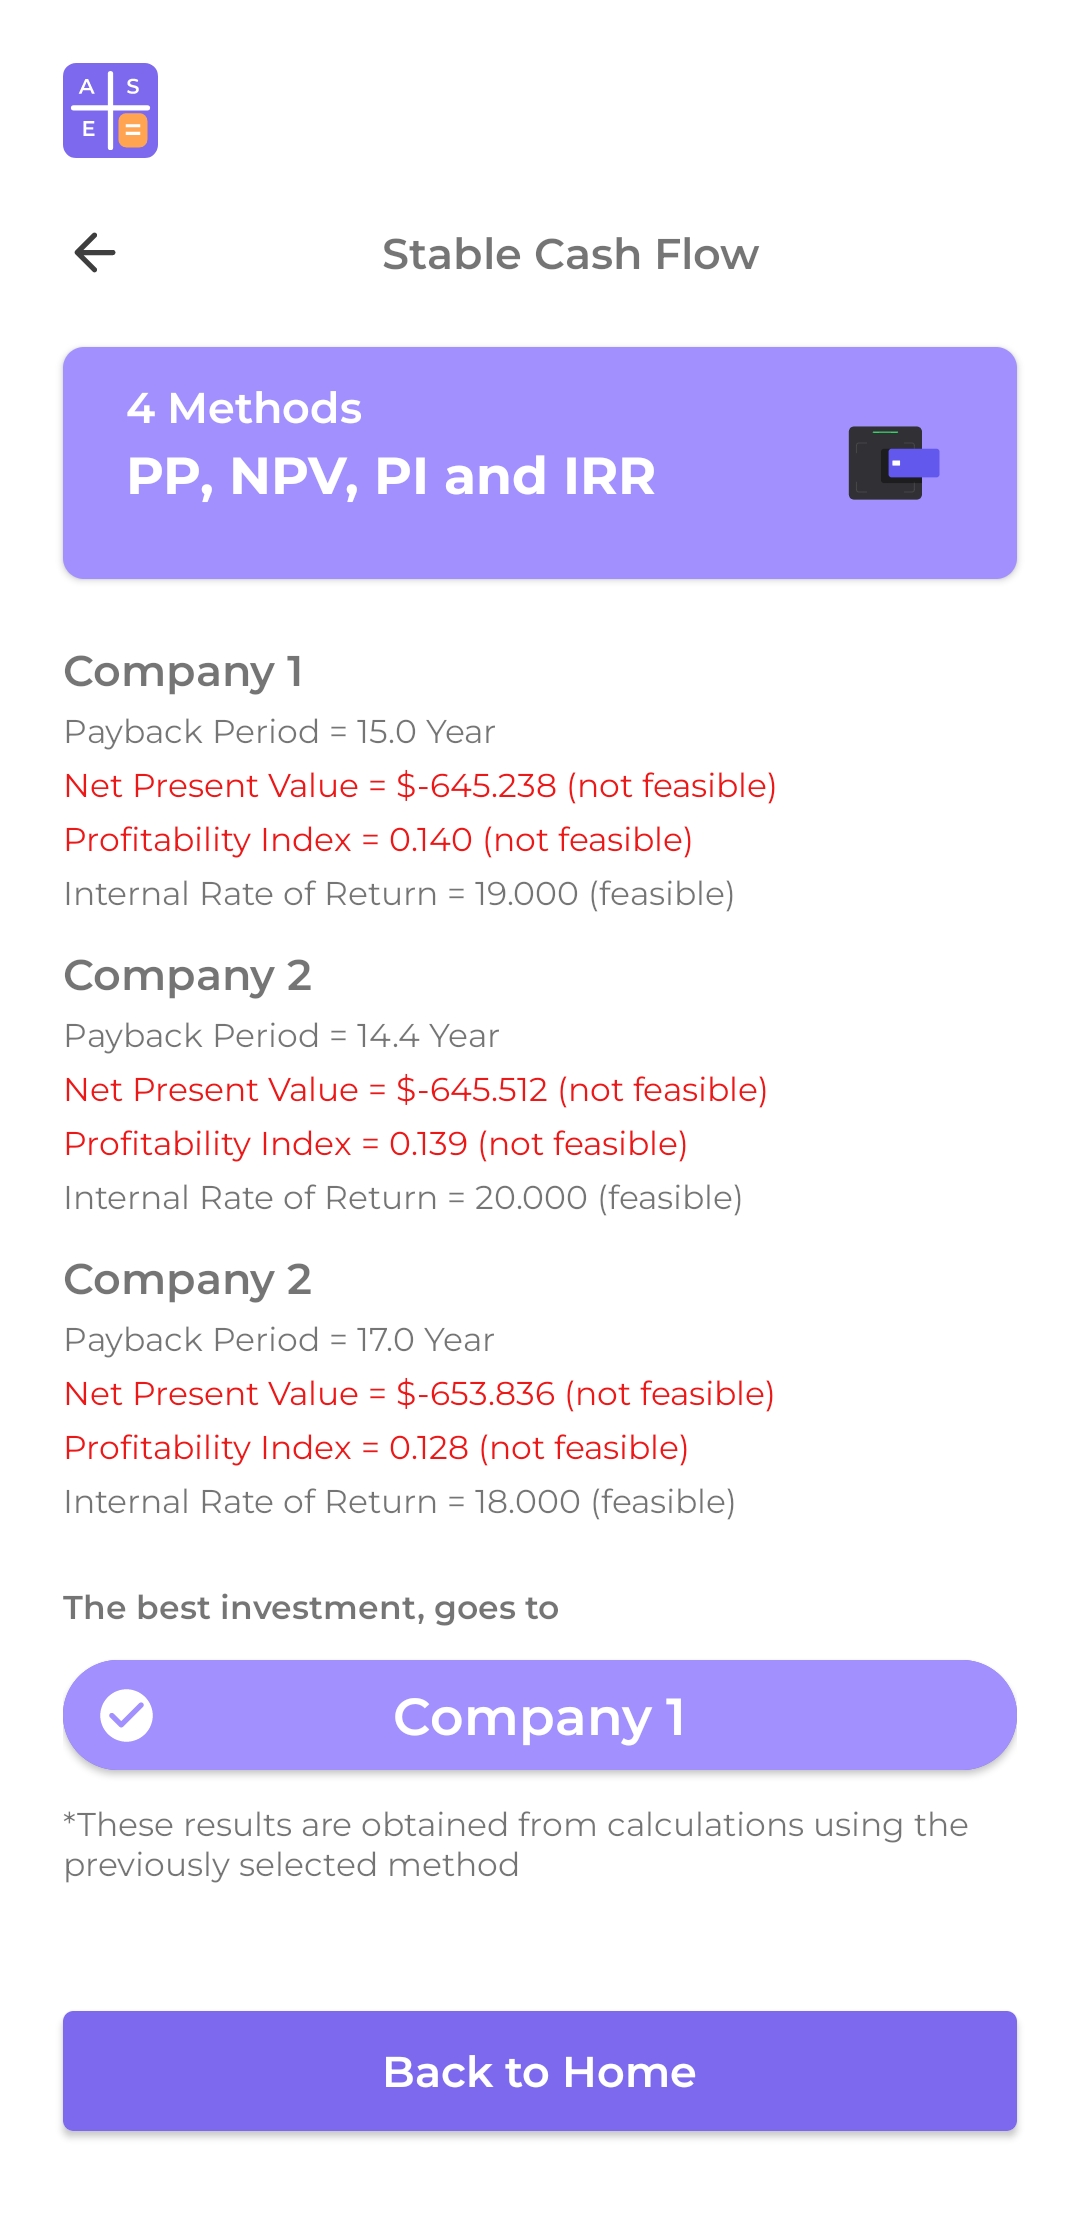 A S
E =
Stable Cash Flow
4 Methods
PP, NPV, PI and IRR
Company 1
Payback Period = 15.0 Year
Net Present Value = $-645.238 (not feasible)
Profitability Index = 0.140 (not feasible)
Internal Rate of Return = 19.000 (feasible)
Company 2
Payback Period = 14.4 Year
Net Present Value = $-645.512 (not feasible)
Profitability Index = 0.139 (not feasible)
Internal Rate of Return = 20.000 (feasible)
Company 2
Payback Period = 17.0 Year
Net Present Value = $-653.836 (not feasible)
Profitability Index = 0.128 (not feasible)
Internal Rate of Return = 18.000 (feasible)
The best investment, goes to
Company 1
*These results are obtained from calculations using the
previously selected method
Back to Home